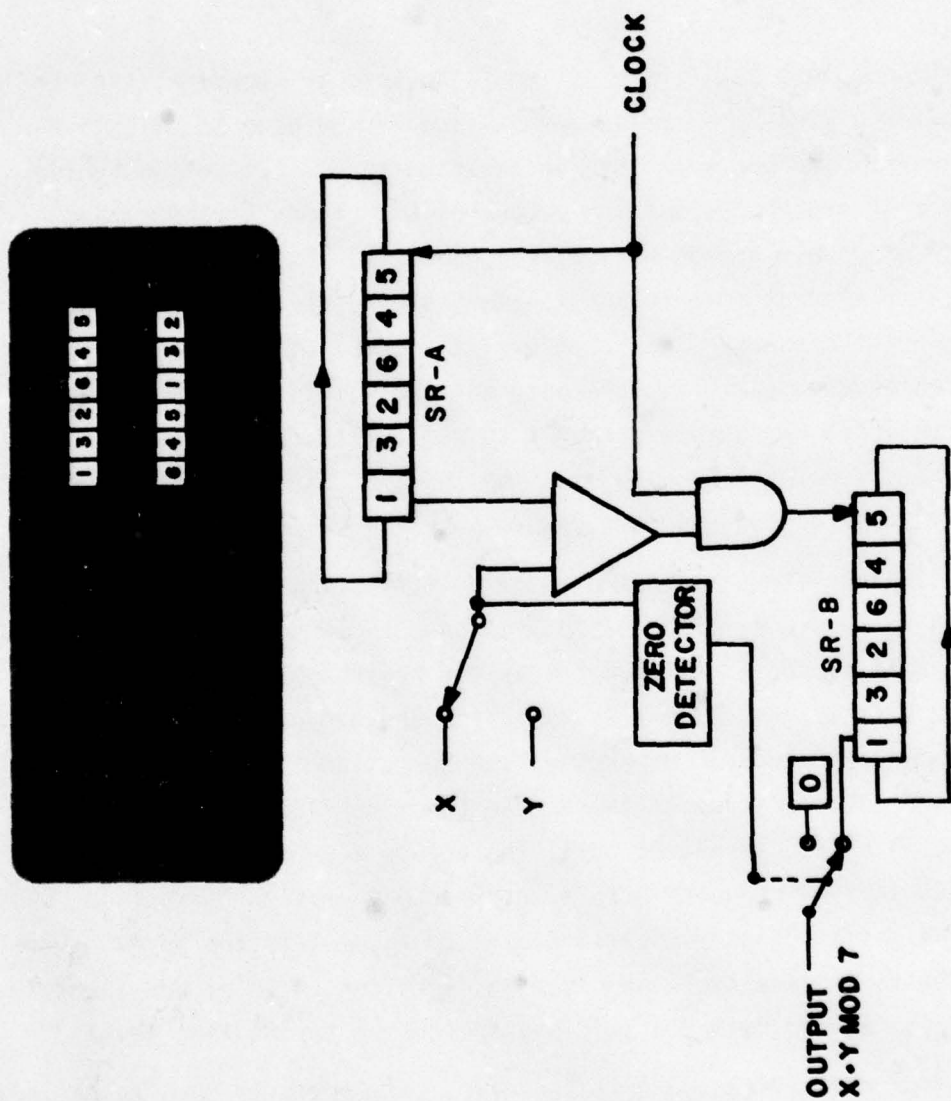 1 3 2 6 4 5
6 4 5 1 3 2
1 3 2 6 4 5
SR-A
CLOCK
X
Y
ZERO
DETECTOR
SR-B
1 3 2 6 4 5
0
OUTPUT
X•Y MOD 7